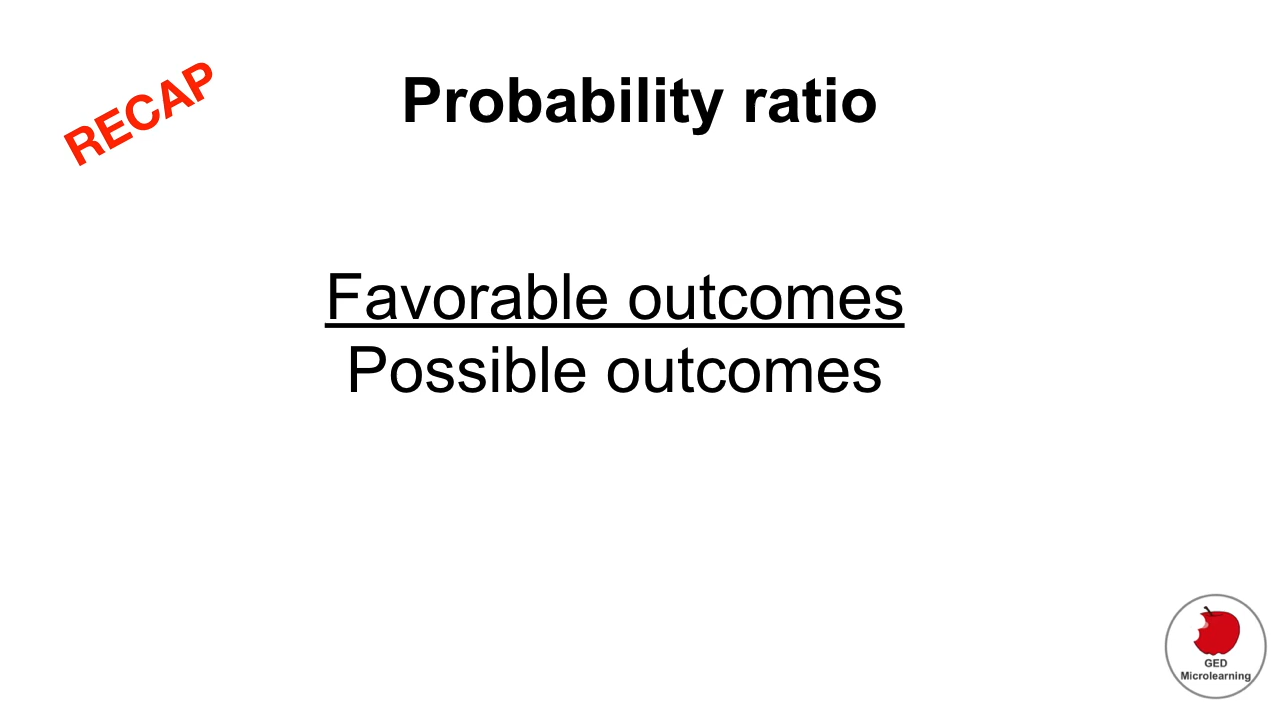 RECAP
Probability ratio
Favorable outcomes
Possible outcomes
GED
Microlearning